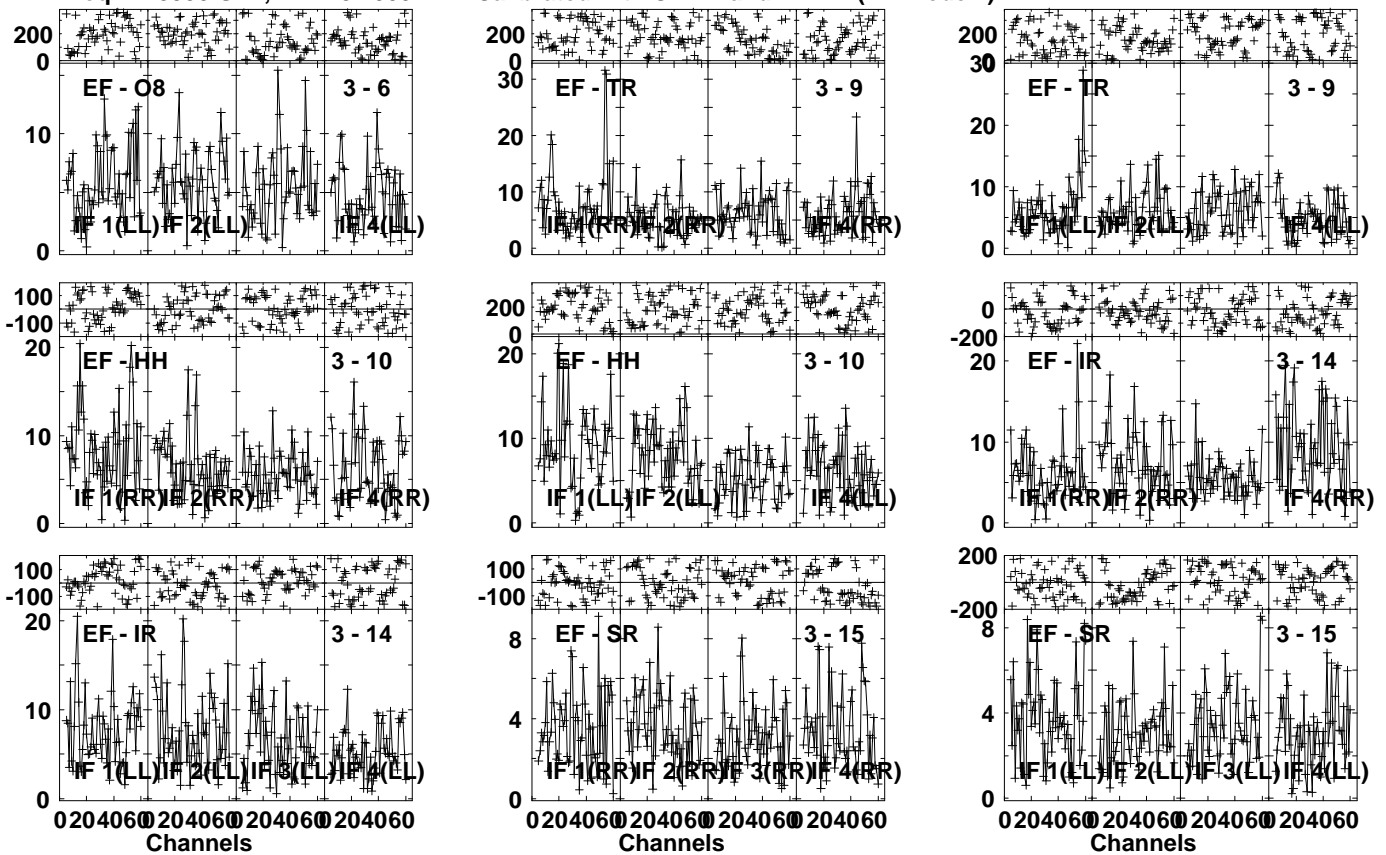 200
0
EF - O8
3 - 6
10
0
IF 1(LL)
IF 2(LL)
IF 4(LL)
200
0
EF - TR
3 - 9
30
20
10
0
IF 1(RR)
IF 2(RR)
IF 4(RR)
200
0
EF - TR
3 - 9
30
20
10
0
IF 1(LL)
IF 2(LL)
IF 4(LL)
100
-100
EF - HH
3 - 10
20
10
0
IF 1(RR)
IF 2(RR)
IF 4(RR)
200
0
EF - HH
3 - 10
20
10
0
IF 1(LL)
IF 2(LL)
IF 4(LL)
0
-200
EF - IR
3 - 14
20
10
0
IF 1(RR)
IF 2(RR)
IF 4(RR)
100
-100
EF - IR
3 - 14
20
10
0
IF 1(LL)
IF 2(LL)
IF 3(LL)
IF 4(LL)
0 20 40 60 0 20 40 60 0 20 40 60 0 20 40 60
Channels
100
-100
EF - SR
3 - 15
8
4
0
IF 1(RR)
IF 2(RR)
IF 3(RR)
IF 4(RR)
0 20 40 60 0 20 40 60 0 20 40 60 0 20 40 60
Channels
200
-200
EF - SR
3 - 15
8
4
0
IF 1(LL)
IF 2(LL)
IF 3(LL)
IF 4(LL)
0 20 40 60 0 20 40 60 0 20 40 60 0 20 40 60
Channels